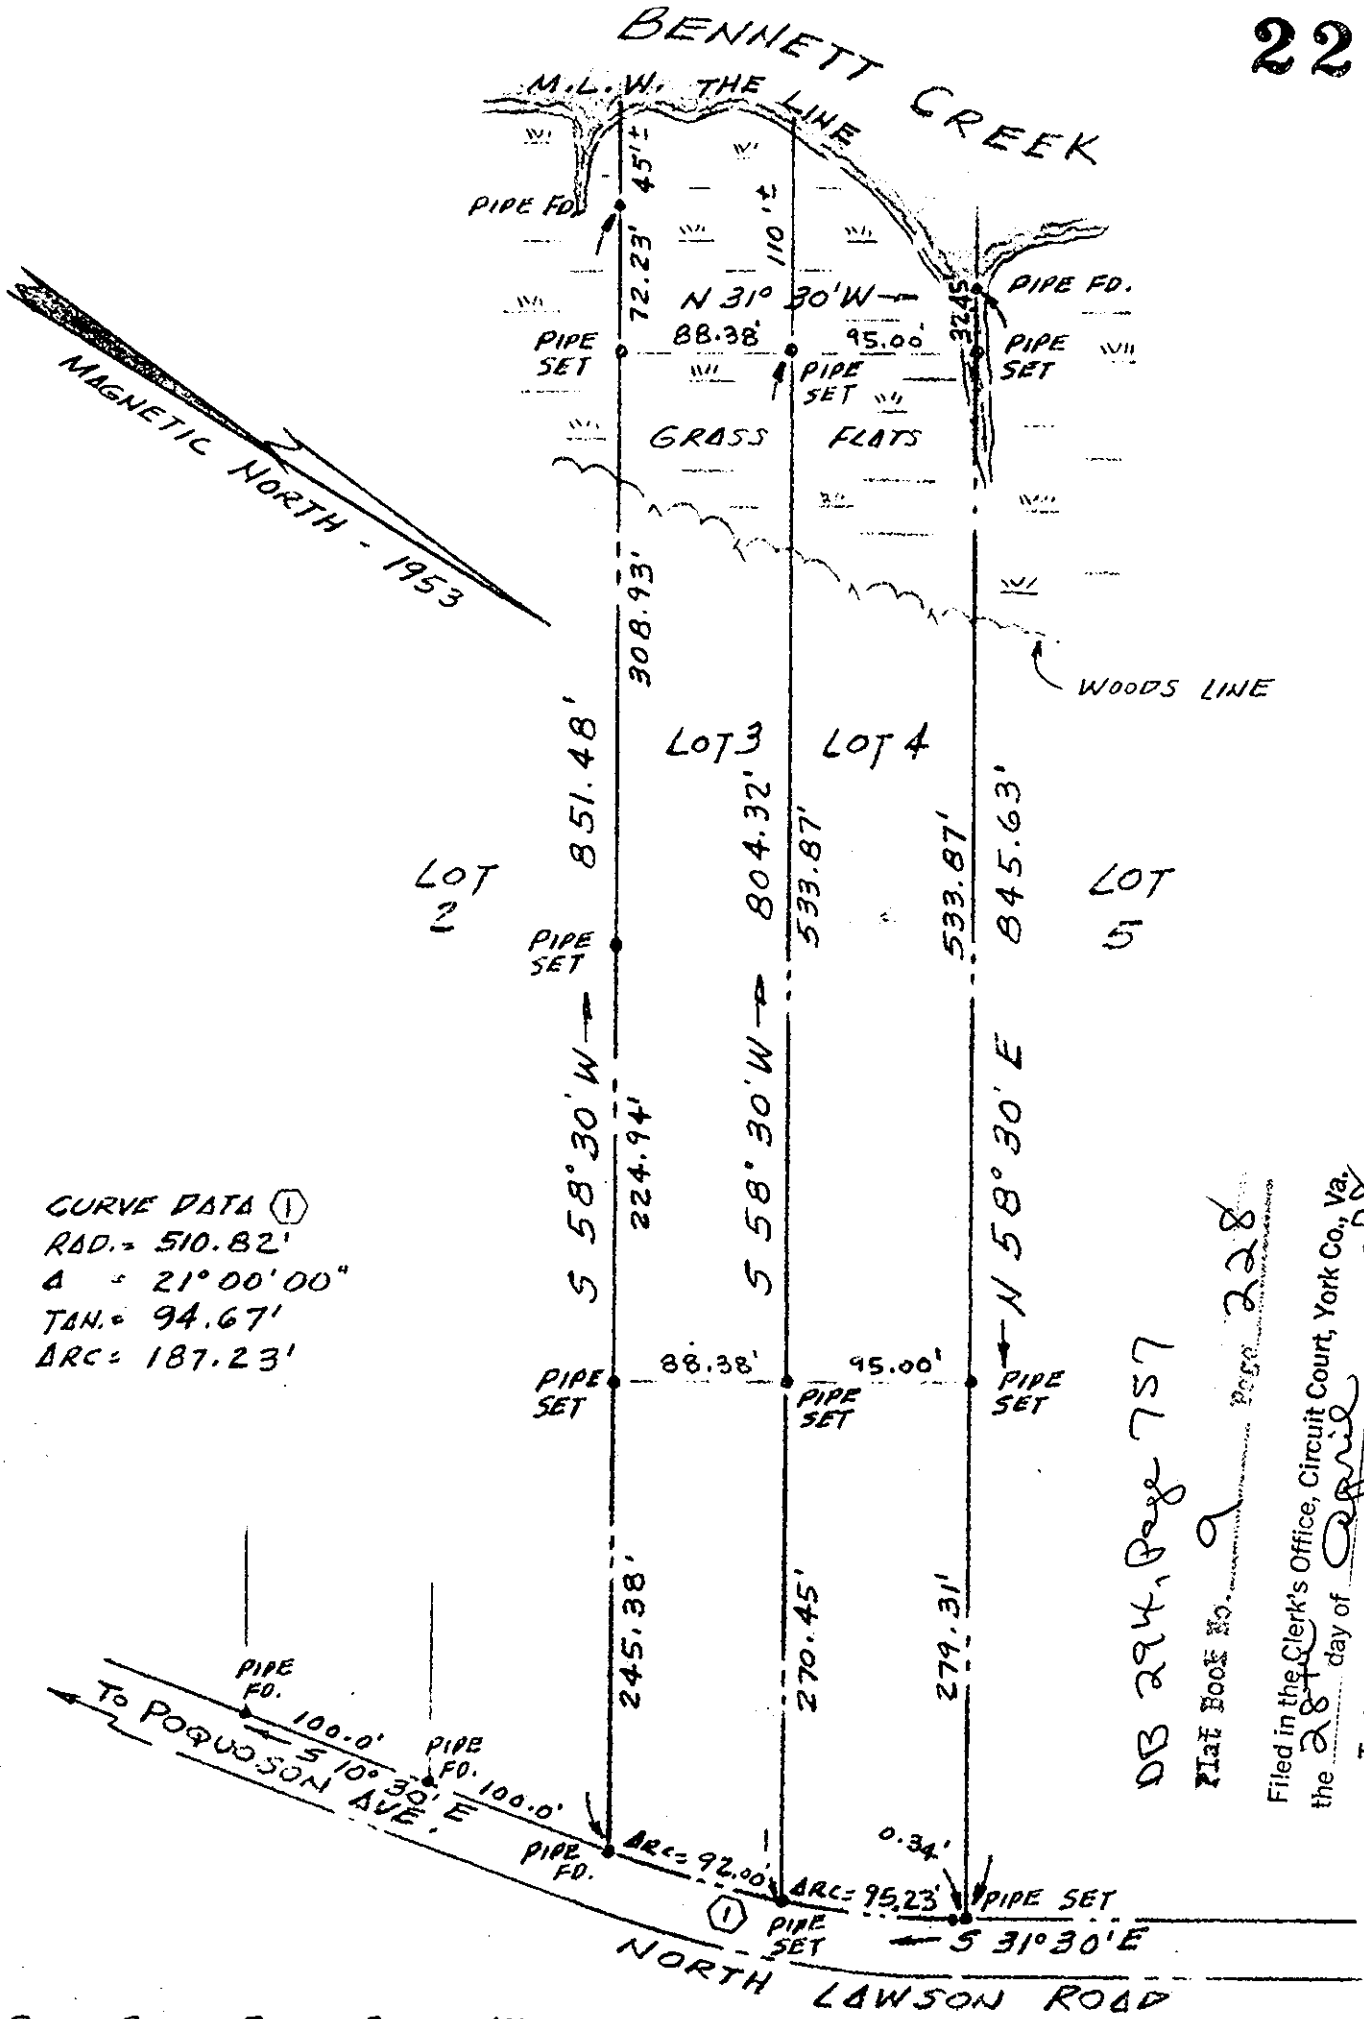 22
BENNETT CREEK
M.L.W. THE LINE
45'±
PIPE FD.
110'±
72.23'
N 31° 30' W
32.45'
PIPE FD.
PIPE
SET
88.38'
95.00'
PIPE
SET
PIPE
SET
GRASS FLATS
MAGNETIC NORTH - 1953
308.93'
WOODS LINE
LOT 3
LOT 4
851.48'
804.32'
533.87'
533.87'
845.63'
LOT
2
LOT
5
PIPE
SET
S 58° 30' W
224.94'
S 58° 30' W
N 58° 30' E
CURVE DATA 1
RAD. = 510.82'
Δ = 21° 00' 00"
TAN. = 94.67'
ARC = 187.23'
PIPE
SET
88.38'
PIPE
SET
95.00'
PIPE
SET
245.38'
270.45'
279.31'
DB 294, Page 757
Plat Book No. 9 Page 228
Filed in the Clerk's Office, Circuit Court, York Co., Va.
the 28th day of April
PIPE
FD.
100.0'
PIPE
FD.
100.0'
S 10° 30' E
TO POQUOSON AVE.
PIPE
FD.
ARC = 92.00'
1
PIPE
SET
ARC = 95.23'
0.34'
PIPE SET
S 31° 30' E
NORTH LAWSON ROAD